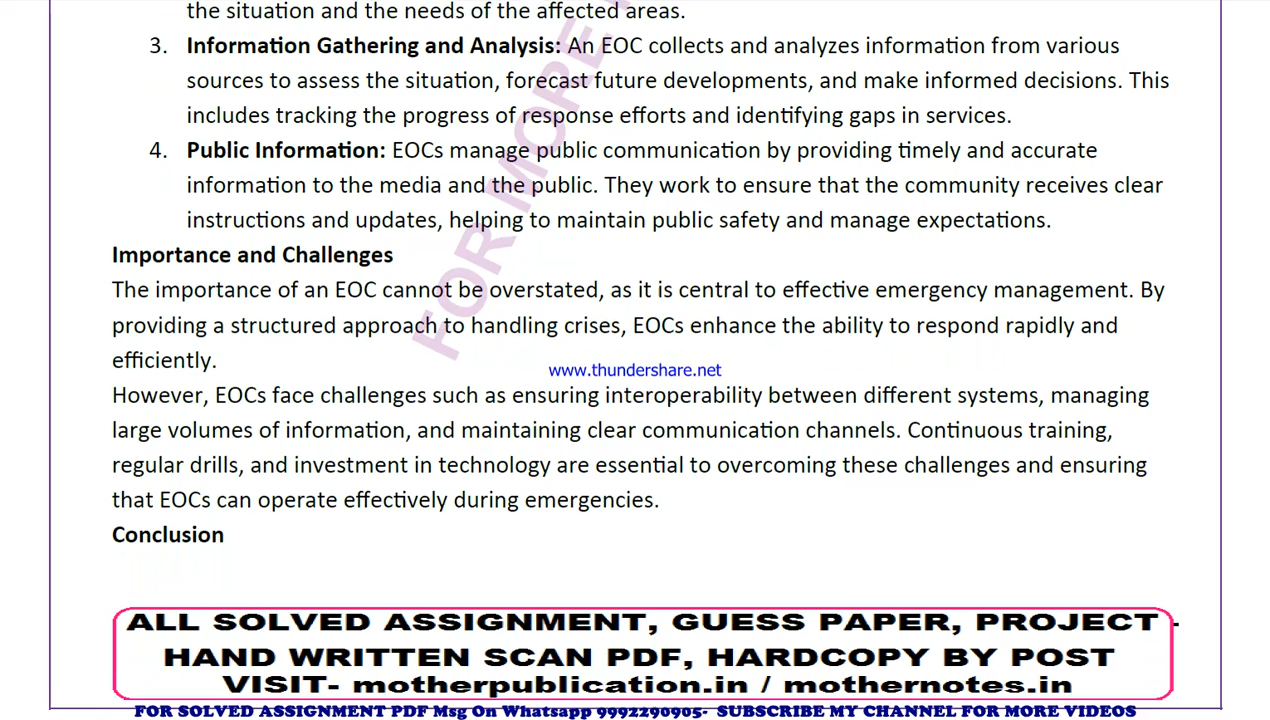 the situation and the needs of the affected areas.
3. Information Gathering and Analysis: An EOC collects and analyzes information from various
sources to assess the situation, forecast future developments, and make informed decisions. This
includes tracking the progress of response efforts and identifying gaps in services.
4. Public Information: EOCs manage public communication by providing timely and accurate
information to the media and the public. They work to ensure that the community receives clear
instructions and updates, helping to maintain public safety and manage expectations.
Importance and Challenges
The importance of an EOC cannot be overstated, as it is central to effective emergency management. By
providing a structured approach to handling crises, EOCs enhance the ability to respond rapidly and
efficiently.
www.thundershare.net
However, EOCs face challenges such as ensuring interoperability between different systems, managing
large volumes of information, and maintaining clear communication channels. Continuous training,
regular drills, and investment in technology are essential to overcoming these challenges and ensuring
that EOCs can operate effectively during emergencies.
Conclusion
FOR MORE
ALL SOLVED ASSIGNMENT, GUESS PAPER, PROJECT -
HAND WRITTEN SCAN PDF, HARDCOPY BY POST
VISIT- motherpublication.in / mothernotes.in
FOR SOLVED ASSIGNMENT PDF Msg On Whatsapp 9992290905- SUBSCRIBE MY CHANNEL FOR MORE VIDEOS